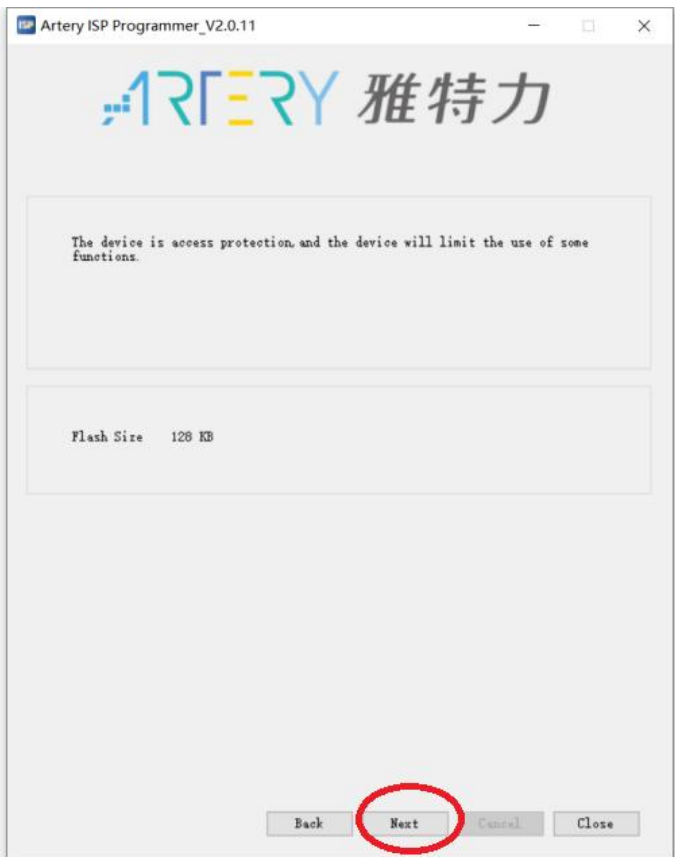 Artery ISP Programmer_V2.0.11
ARTERY 雅特力
The device is access protection, and the device will limit the use of some
functions.
Flash Size 128 KB
Back Next Cancel Close